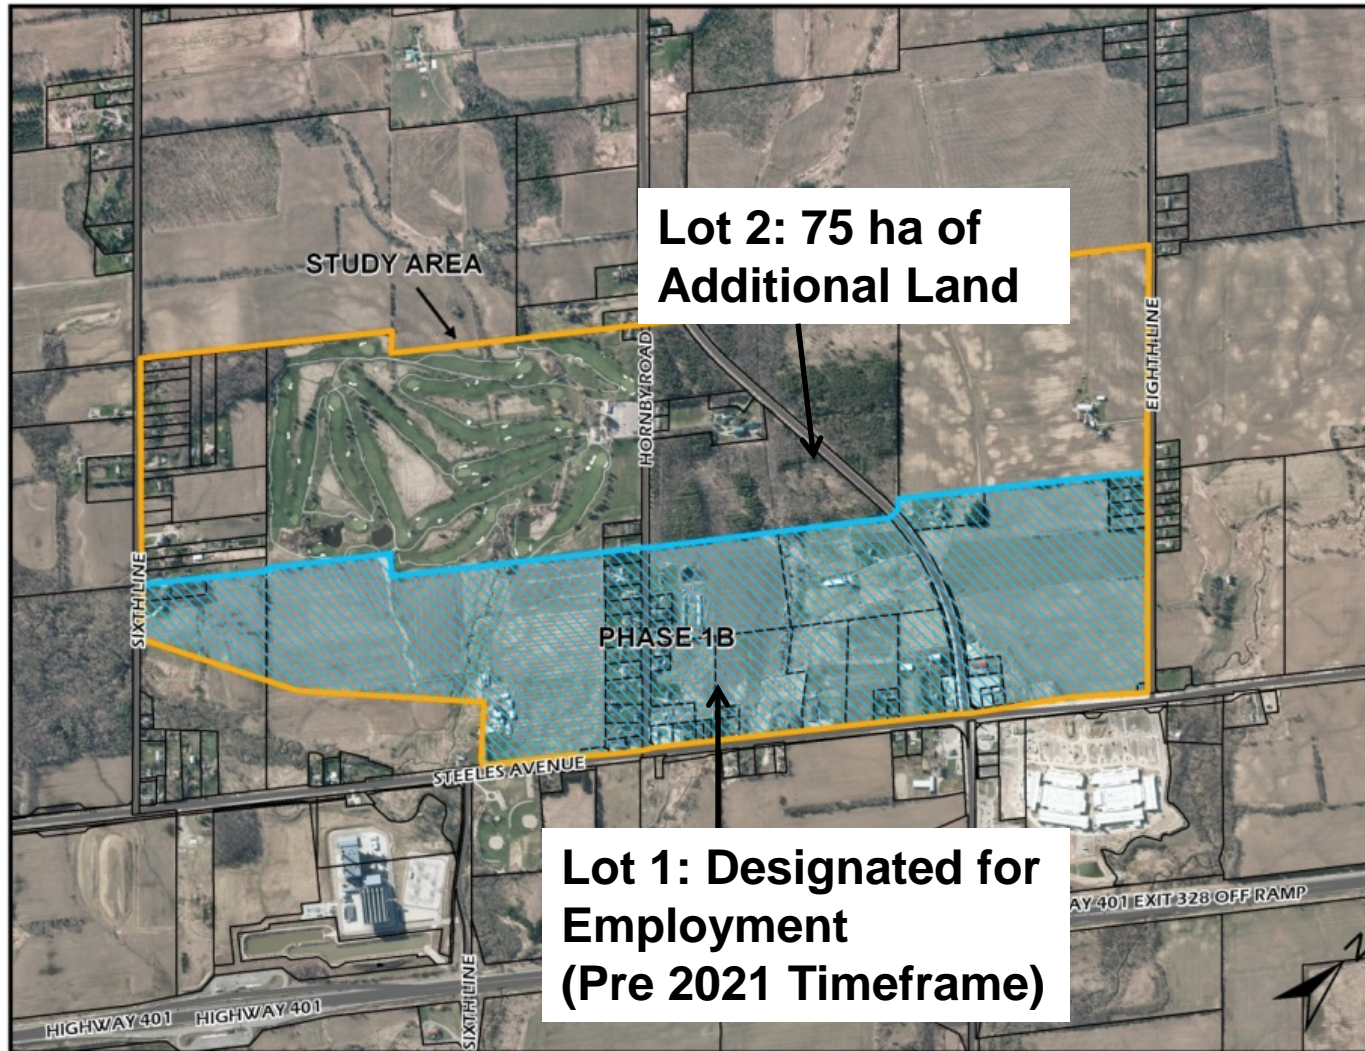 Lot 2: 75 ha of
Additional Land
STUDY AREA
HORNBY ROAD
EIGHTH LINE
SIXTH LINE
PHASE 1B
STEELES AVENUE
Lot 1: Designated for
Employment
(Pre 2021 Timeframe)
AY 401 EXIT 328 OFF RAMP
SIXTH LINE
HIGHWAY 401 HIGHWAY 401
N